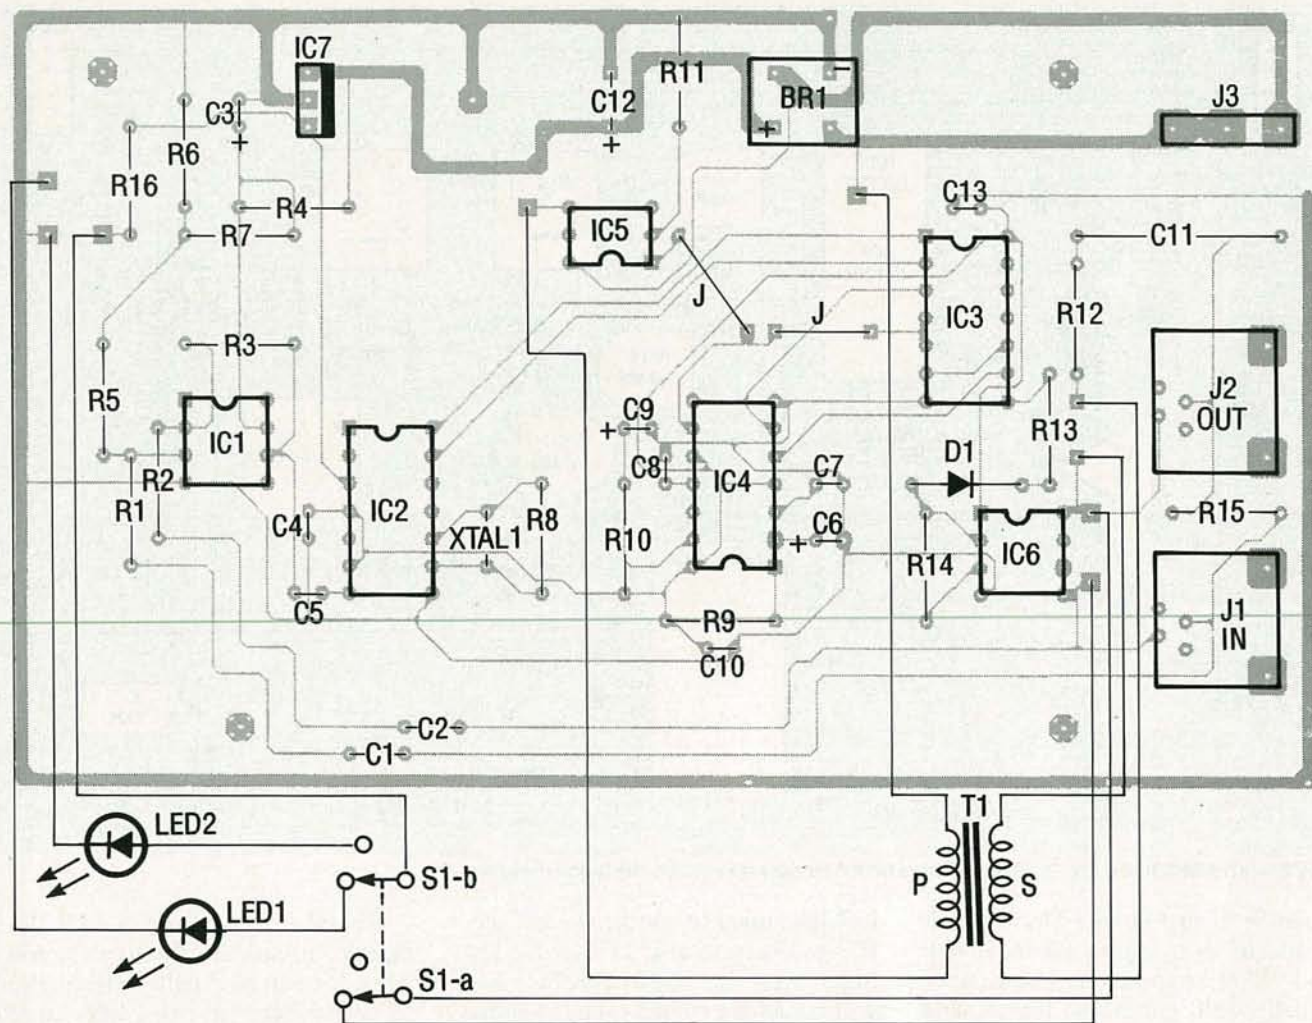 IC7
R11
BR1
−
+
J3
C3
+
C12
+
R6
R16
R4
R7
IC5
C13
C11
J
J
IC3
R12
R3
R5
IC1
J2
OUT
C9
+
R2
R1
C8
IC4
C7
D1
R13
IC2
C4
XTAL1
R8
R10
+
C6
R15
R14
IC6
C5
R9
J1
IN
C10
C2
C1
LED2
T1
S1-b
P
S
LED1
S1-a